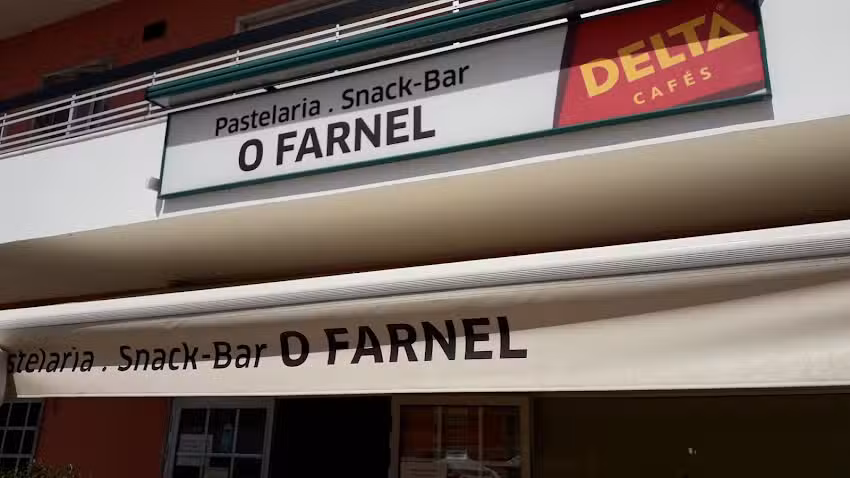 Pastelaria . Snack-Bar
O FARNEL
DELTA
CAFÉS
stelaria . Snack-Bar O FARNEL